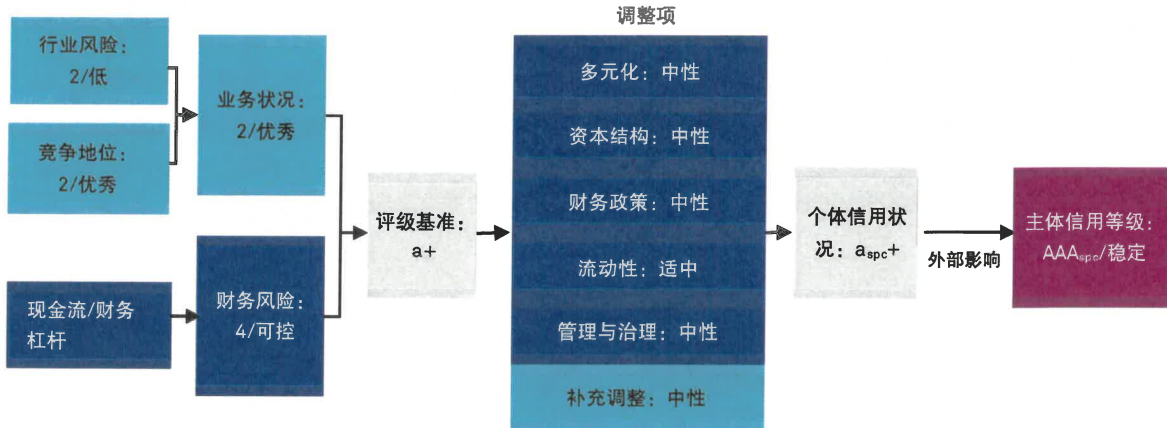 调整项
行业风险：
2/低
竞争地位：
2/优秀
业务状况：
2/优秀
现金流/财务
杠杆
财务风险：
4/可控
评级基准：
a+
多元化：中性
资本结构：中性
财务政策：中性
流动性：适中
管理与治理：中性
补充调整：中性
个体信用状
况：aspc+
外部影响
主体信用等级：
AAAspc/稳定